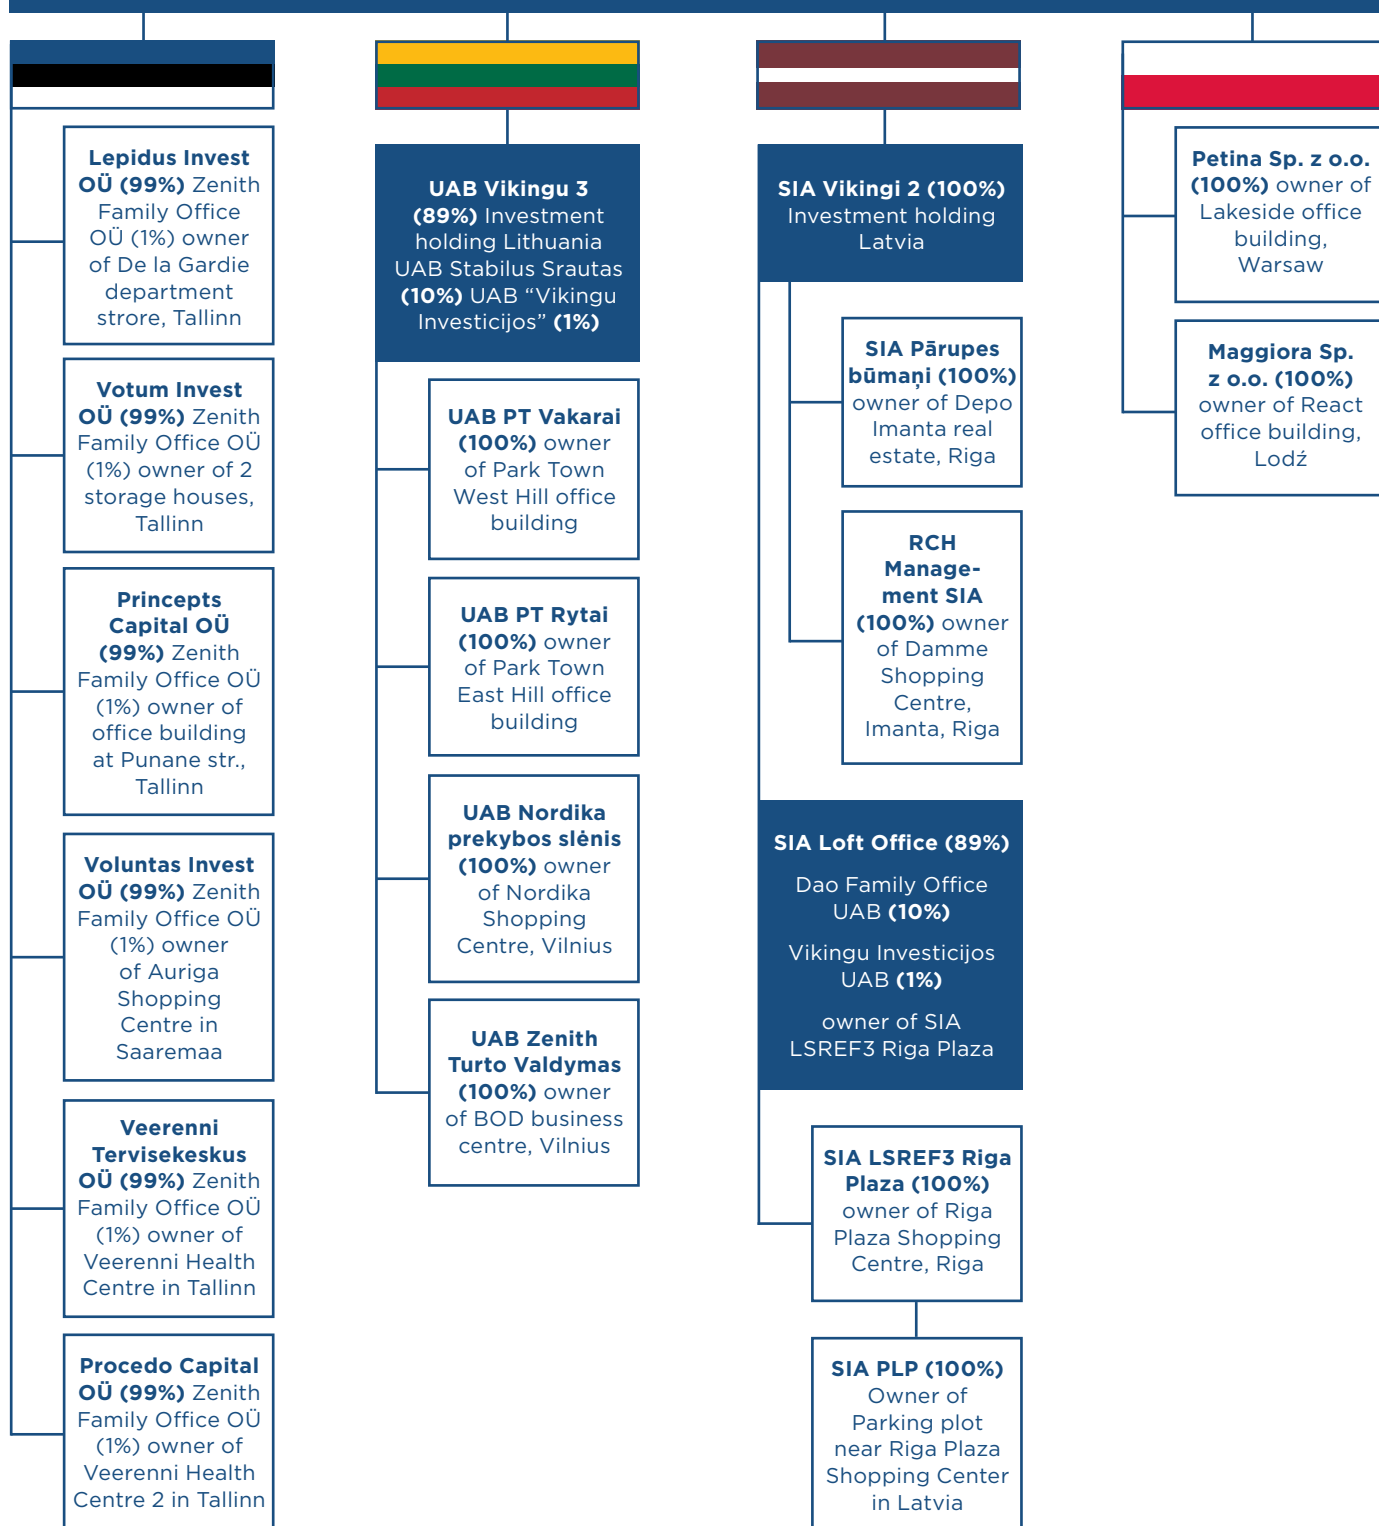 Lepidus Invest
OÜ (99%) Zenith
Family Office
OÜ (1%) owner
of De la Gardie
department
strore, Tallinn
Votum Invest
OÜ (99%) Zenith
Family Office OÜ
(1%) owner of 2
storage houses,
Tallinn
Princepts
Capital OÜ
(99%) Zenith
Family Office OÜ
(1%) owner of
office building
at Punane str.,
Tallinn
Voluntas Invest
OÜ (99%) Zenith
Family Office OÜ
(1%) owner
of Auriga
Shopping
Centre in
Saaremaa
Veerenni
Tervisekeskus
OÜ (99%) Zenith
Family Office OÜ
(1%) owner of
Veerenni Health
Centre in Tallinn
Procedo Capital
OÜ (99%) Zenith
Family Office OÜ
(1%) owner of
Veerenni Health
Centre 2 in Tallinn
UAB Vikingu 3
(89%) Investment
holding Lithuania
UAB Stabilus Srautas
(10%) UAB “Vikingu
Investicijos” (1%)
UAB PT Vakarai
(100%) owner
of Park Town
West Hill office
building
UAB PT Rytai
(100%) owner
of Park Town
East Hill office
building
UAB Nordika
prekybos slėnis
(100%) owner
of Nordika
Shopping
Centre, Vilnius
UAB Zenith
Turto Valdymas
(100%) owner
of BOD business
centre, Vilnius
SIA Vikingi 2 (100%)
Investment holding
Latvia
SIA Pārupes
būmaņi (100%)
owner of Depo
Imanta real
estate, Riga
RCH
Manage-
ment SIA
(100%) owner
of Damme
Shopping
Centre,
Imanta, Riga
SIA Loft Office (89%)
Dao Family Office
UAB (10%)
Vikingu Investicijos
UAB (1%)
owner of SIA
LSREF3 Riga Plaza
SIA LSREF3 Riga
Plaza (100%)
owner of Riga
Plaza Shopping
Centre, Riga
SIA PLP (100%)
Owner of
Parking plot
near Riga Plaza
Shopping Center
in Latvia
Petina Sp. z o.o.
(100%) owner of
Lakeside office
building,
Warsaw
Maggiora Sp.
z o.o. (100%)
owner of React
office building,
Lodź